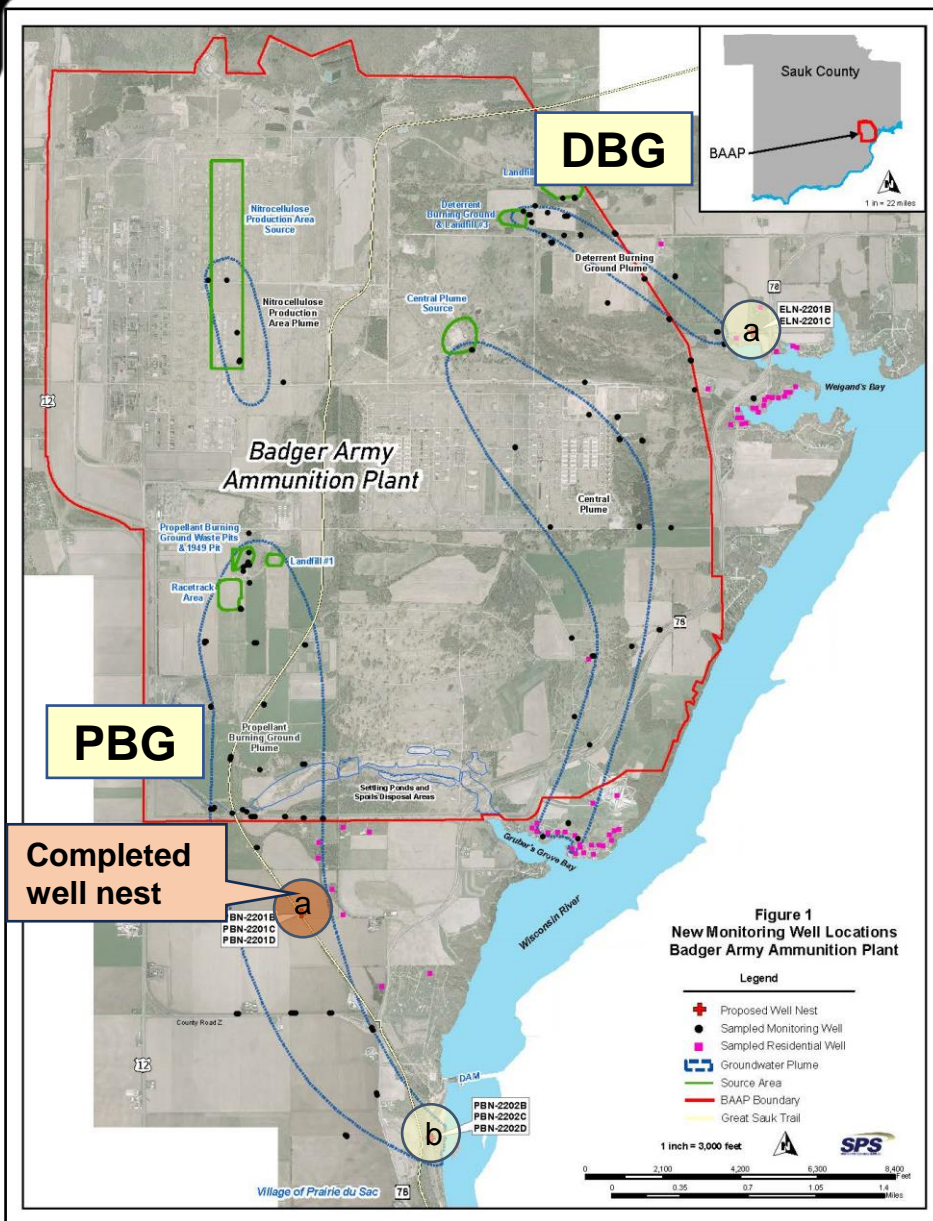 Sauk County
BAAP
N
1 in = 22 miles
DBG
Landfill
Deterrent
Burning Ground
& Landfill #3
Nitrocellulose
Production Area
Source
Deterrent Burning
Ground Plume
78
ELN-2201B
ELN-2201C
a
Central Plume
Source
Nitrocellulose
Production
Area Plume
Weigand's Bay
12
Badger Army
Ammunition Plant
Central
Plume
Propellant Burning
Ground Waste Pits
& 1949 Pit
Landfill #1
Racetrack
Area
78
PBG
Propellant
Burning Ground
Plume
Settling Ponds and
Spoils Disposal Areas
Gruber's Grove Bay
Completed
well nest
a
PBN-2201B
PBN-2201C
PBN-2201D
Wisconsin River
Figure 1
New Monitoring Well Locations
Badger Army Ammunition Plant
Legend
Proposed Well Nest
Sampled Monitoring Well
Sampled Residential Well
Groundwater Plume
Source Area
BAAP Boundary
Great Sauk Trail
County Road Z
12
DAM
PBN-2202B
PBN-2202C
PBN-2202D
b
1 inch = 3,000 feet
N
SPS
0 2,100 4,200 6,300 8,400
Feet
0 0.35 0.7 1.05 1.4
Miles
Village of Prairie du Sac
78